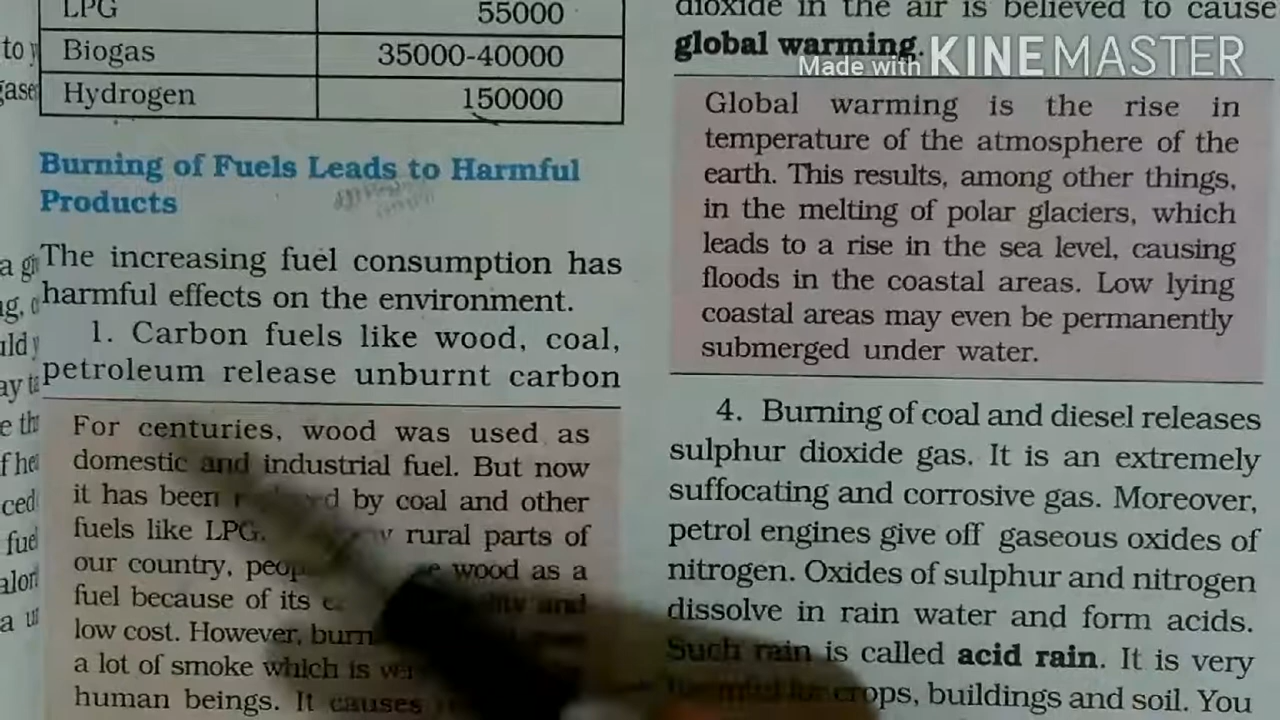 LPG 55000
Biogas 35000-40000
Hydrogen 150000
Burning of Fuels Leads to Harmful
Products
The increasing fuel consumption has
harmful effects on the environment.
1. Carbon fuels like wood, coal,
petroleum release unburnt carbon
For centuries, wood was used as
domestic and industrial fuel. But now
it has been by coal and other
fuels like LPG. rural parts of
our country, wood as a
fuel because of its and
low cost. However,
a lot of smoke which is
human beings. It causes
dioxide in the air is believed to cause
global warming.
Made with KINEMASTER
Global warming is the rise in
temperature of the atmosphere of the
earth. This results, among other things,
in the melting of polar glaciers, which
leads to a rise in the sea level, causing
floods in the coastal areas. Low lying
coastal areas may even be permanently
submerged under water.
4. Burning of coal and diesel releases
sulphur dioxide gas. It is an extremely
suffocating and corrosive gas. Moreover,
petrol engines give off gaseous oxides of
nitrogen. Oxides of sulphur and nitrogen
dissolve in rain water and form acids.
Such rain is called acid rain. It is very
crops, buildings and soil. You